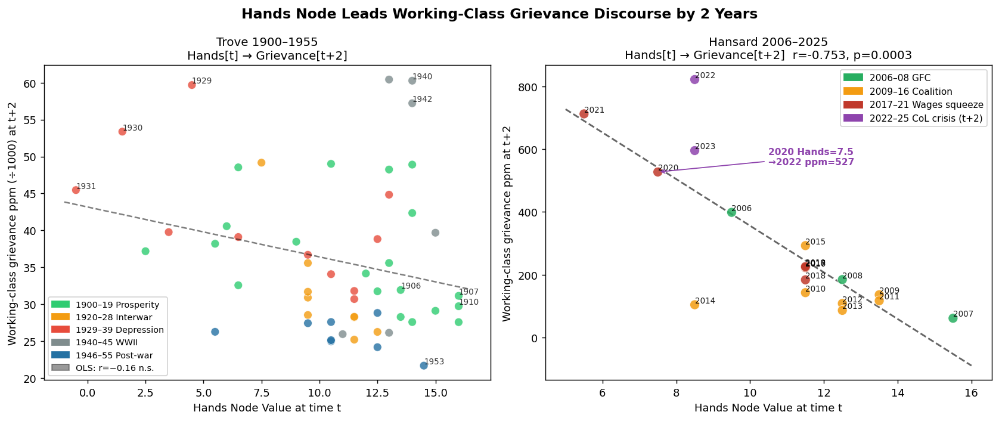 Hands Node Leads Working-Class Grievance Discourse by 2 Years
Trove 1900–1955
Hands[t] → Grievance[t+2]
Working-class grievance ppm (÷1000) at t+2
60
55
50
45
40
35
30
25
20
0.0
2.5
5.0
7.5
10.0
12.5
15.0
Hands Node Value at time t
1929
1930
1931
1940
1942
1906
1907
1910
1953
1900–19 Prosperity
1920–28 Interwar
1929–39 Depression
1940–45 WWII
1946–55 Post-war
OLS: r=−0.16 n.s.
Hansard 2006–2025
Hands[t] → Grievance[t+2]  r=-0.753, p=0.0003
Working-class grievance ppm at t+2
800
600
400
200
0
6
8
10
12
14
16
Hands Node Value at time t
2022
2021
2023
2020
2006
2015
2018
2010
2014
2008
2012
2013
2009
2011
2007
2020 Hands=7.5
→2022 ppm=527
2006–08 GFC
2009–16 Coalition
2017–21 Wages squeeze
2022–25 CoL crisis (t+2)